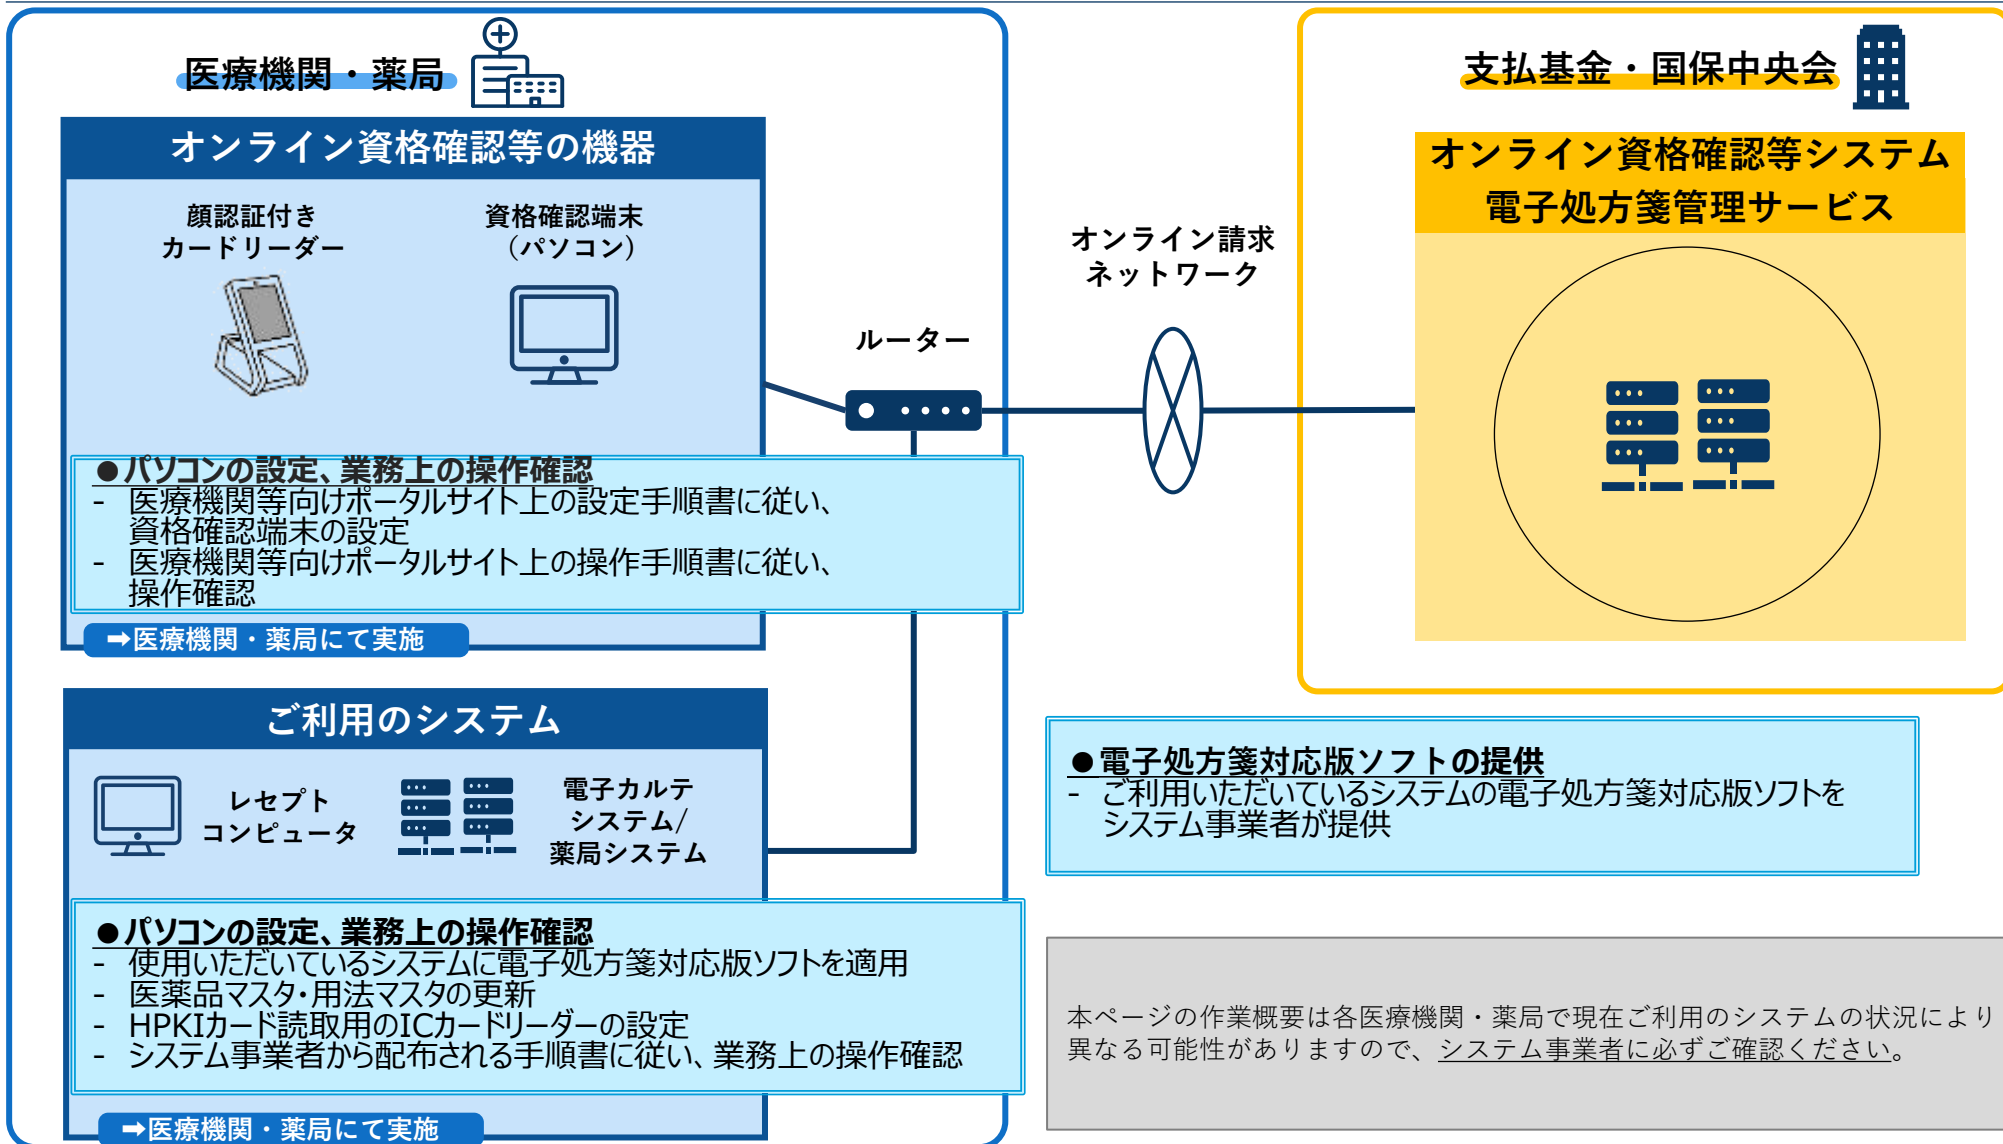 医療機関・薬局
オンライン資格確認等の機器
顔認証付き
カードリーダー
資格確認端末
（パソコン）
●パソコンの設定、業務上の操作確認
- 医療機関等向けポータルサイト上の設定手順書に従い、
資格確認端末の設定
- 医療機関等向けポータルサイト上の操作手順書に従い、
操作確認
➡医療機関・薬局にて実施
ルーター
オンライン請求
ネットワーク
支払基金・国保中央会
オンライン資格確認等システム
電子処方箋管理サービス
ご利用のシステム
レセプト
コンピュータ
電子カルテ
システム/
薬局システム
●パソコンの設定、業務上の操作確認
- 使用いただいているシステムに電子処方箋対応版ソフトを適用
- 医薬品マスタ・用法マスタの更新
- HPKIカード読取用のICカードリーダーの設定
- システム事業者から配布される手順書に従い、業務上の操作確認
➡医療機関・薬局にて実施
●電子処方箋対応版ソフトの提供
- ご利用いただいているシステムの電子処方箋対応版ソフトを
システム事業者が提供
本ページの作業概要は各医療機関・薬局で現在ご利用のシステムの状況により
異なる可能性がありますので、システム事業者に必ずご確認ください。